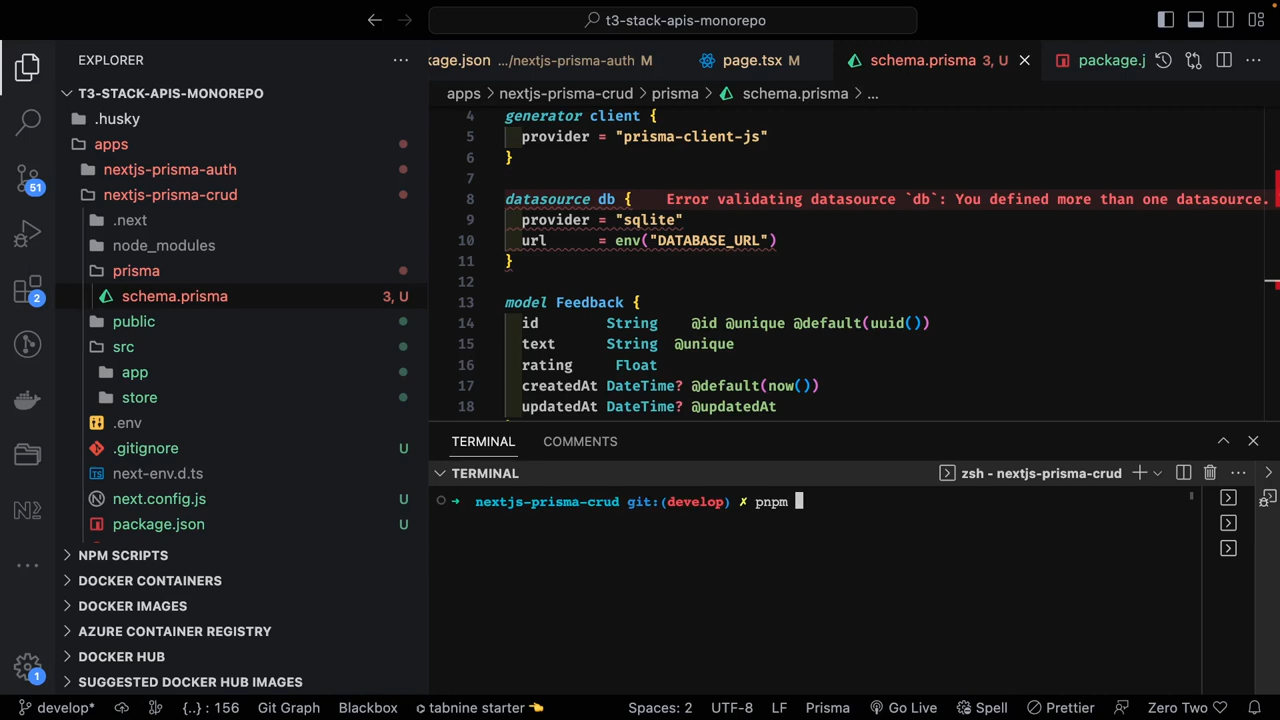 t3-stack-apis-monorepo
EXPLORER
T3-STACK-APIS-MONOREPO
.husky
apps
nextjs-prisma-auth
nextjs-prisma-crud
.next
node_modules
prisma
schema.prisma 3, U
public
src
app
store
.env
.gitignore U
next-env.d.ts
next.config.js U
package.json U
NPM SCRIPTS
DOCKER CONTAINERS
DOCKER IMAGES
AZURE CONTAINER REGISTRY
DOCKER HUB
SUGGESTED DOCKER HUB IMAGES
51
2
1
kage.json .../nextjs-prisma-auth M
page.tsx M
schema.prisma 3, U
package.j
apps > nextjs-prisma-crud > prisma > schema.prisma > ...
4 generator client {
5 provider = "prisma-client-js"
6 }
7
8 datasource db { Error validating datasource `db`: You defined more than one datasource.
9 provider = "sqlite"
10 url = env("DATABASE_URL")
11 }
12
13 model Feedback {
14 id String @id @unique @default(uuid())
15 text String @unique
16 rating Float
17 createdAt DateTime? @default(now())
18 updatedAt DateTime? @updatedAt
TERMINAL COMMENTS
TERMINAL zsh - nextjs-prisma-crud
→ nextjs-prisma-crud git:(develop) ✗ pnpm
develop* {..} : 156 Git Graph Blackbox tabnine starter 👈 Spaces: 2 UTF-8 LF Prisma Go Live Spell Prettier Zero Two